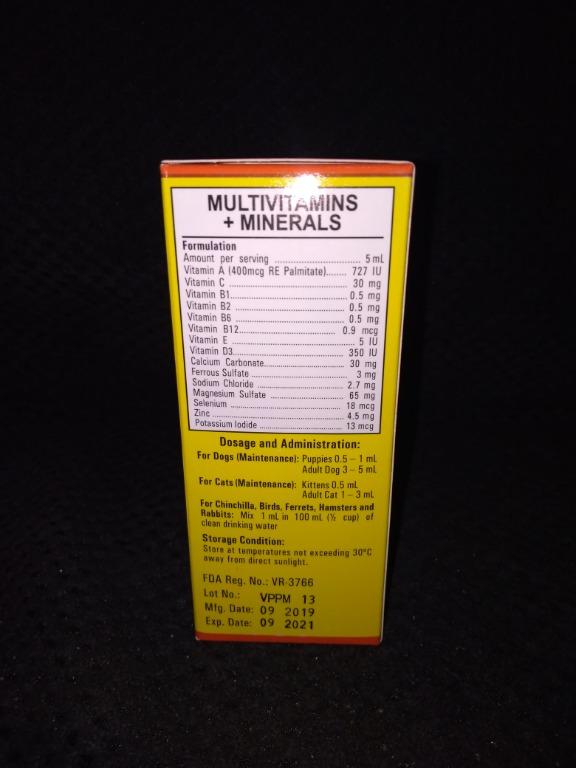 MULTIVITAMINS
+ MINERALS
Formulation
Amount per serving ........................ 5 mL
Vitamin A (400mcg RE Palmitate)....... 727 IU
Vitamin C ........................ 30 mg
Vitamin B1........................ 0.5 mg
Vitamin B2 ........................ 0.5 mg
Vitamin B6 ........................ 0.5 mg
Vitamin B12........................ 0.9 mcg
Vitamin E ........................ 5 IU
Vitamin D3........................ 350 IU
Calcium Carbonate........................ 30 mg
Ferrous Sulfate ........................ 3 mg
Sodium Chloride ........................ 2.7 mg
Magnesium Sulfate ........................ 65 mg
Selenium ........................ 18 mcg
Zinc ........................ 4.5 mg
Potassium Iodide ........................ 13 mcg
Dosage and Administration:
For Dogs (Maintenance): Puppies 0.5 – 1 mL
Adult Dog 3 – 5 mL
For Cats (Maintenance): Kittens 0.5 mL
Adult Cat 1 – 3 mL
For Chinchilla, Birds, Ferrets, Hamsters and
Rabbits: Mix 1 mL in 100 mL (½ cup) of
clean drinking water
Storage Condition:
Store at temperatures not exceeding 30°C
away from direct sunlight.
FDA Reg. No.: VR-3766
Lot No.: VPPM 13
Mfg. Date: 09 2019
Exp. Date: 09 2021